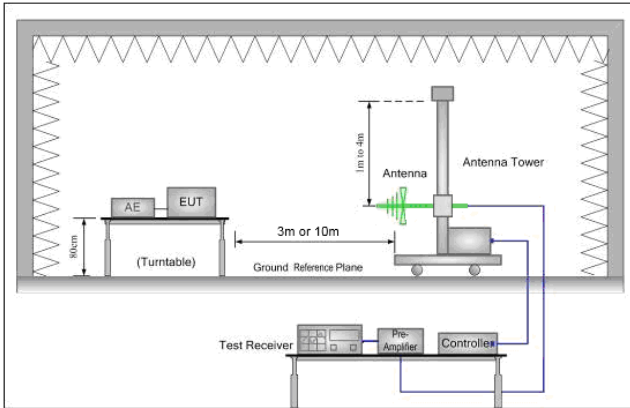 1m to 4m
Antenna
Antenna Tower
AE
EUT
80cm
(Turntable)
3m or 10m
Ground Reference Plane
Test Receiver
Pre-
Amplifier
Controlle